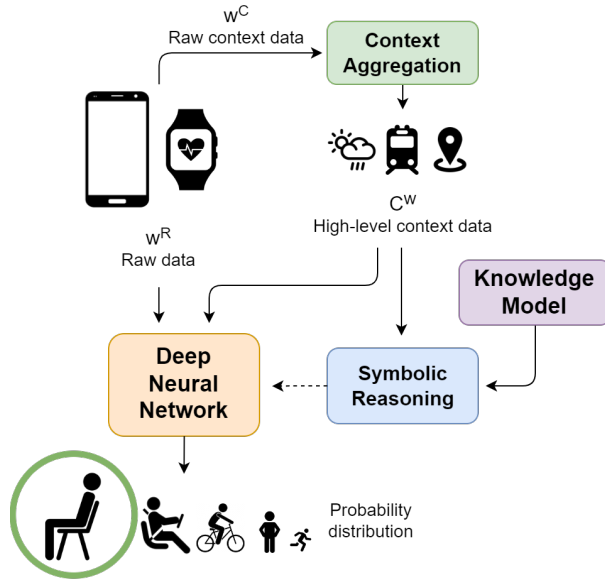 w^C
Raw context data
Context
Aggregation
C^W
High-level context data
w^R
Raw data
Knowledge
Model
Deep
Neural
Network
Symbolic
Reasoning
Probability
distribution